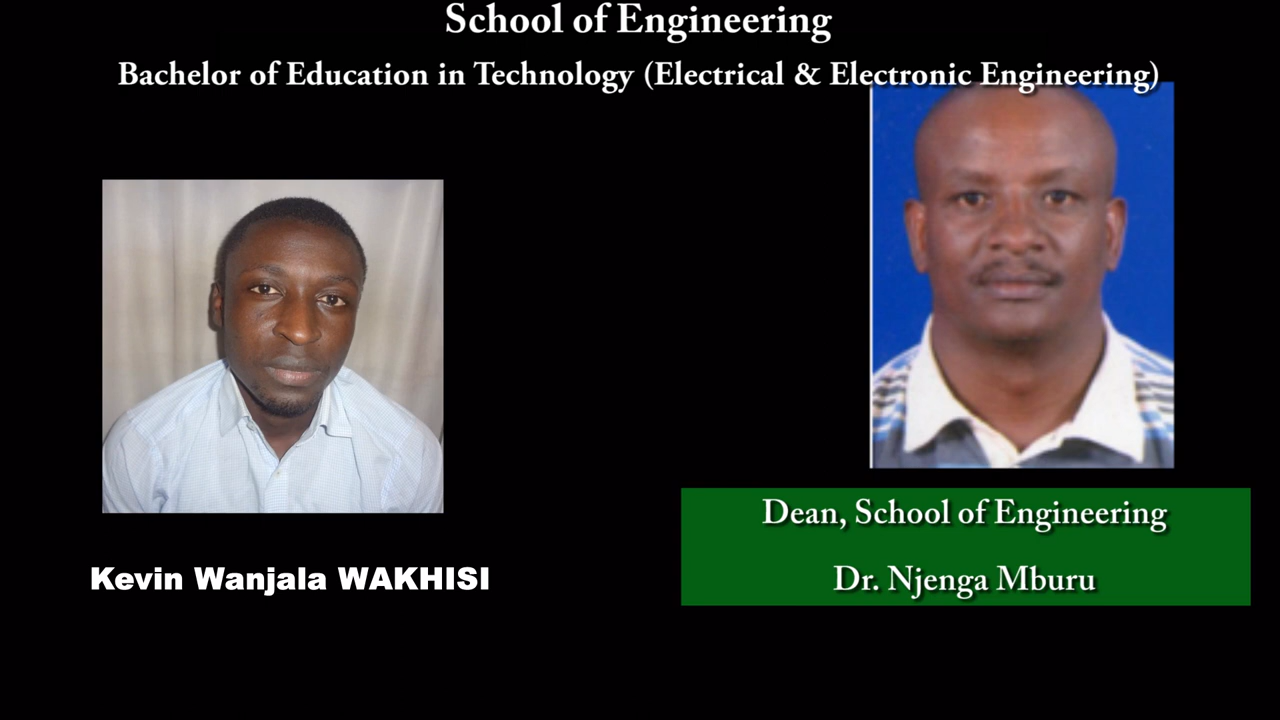 School of Engineering
Bachelor of Education in Technology (Electrical & Electronic Engineering)
Kevin Wanjala WAKHISI
Dean, School of Engineering
Dr. Njenga Mburu